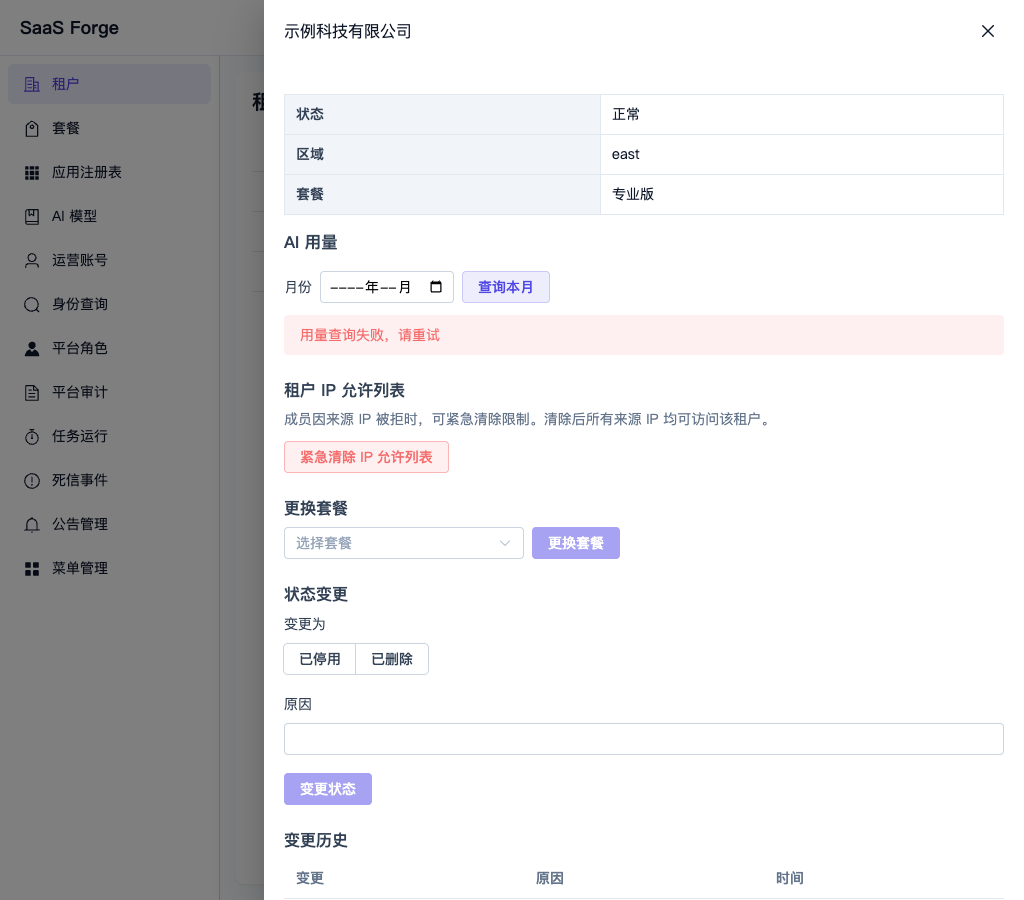 SaaS Forge
租户
套餐
应用注册表
AI 模型
运营账号
身份查询
平台角色
平台审计
任务运行
死信事件
公告管理
菜单管理
示例科技有限公司
状态 正常
区域 east
套餐 专业版
AI 用量
月份 ----年--月 查询本月
用量查询失败，请重试
租户 IP 允许列表
成员因来源 IP 被拒时，可紧急清除限制。清除后所有来源 IP 均可访问该租户。
紧急清除 IP 允许列表
更换套餐
选择套餐 更换套餐
状态变更
变更为
已停用 已删除
原因
变更状态
变更历史
变更 原因 时间